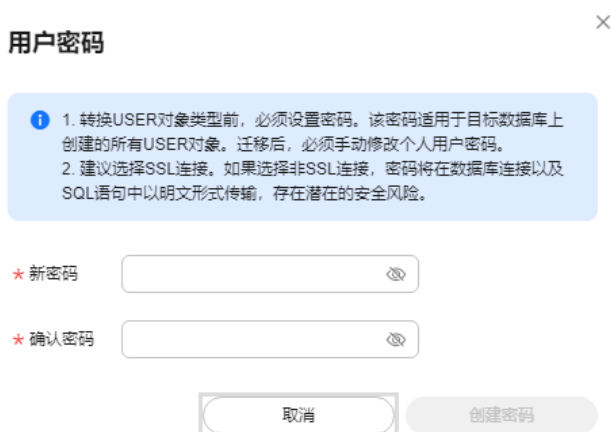 用户密码
1. 转换USER对象类型前，必须设置密码。该密码适用于目标数据库上
创建的所有USER对象。迁移后，必须手动修改个人用户密码。
2. 建议选择SSL连接。如果选择非SSL连接，密码将在数据库连接以及
SQL语句中以明文形式传输，存在潜在的安全风险。
* 新密码
* 确认密码
取消 创建密码